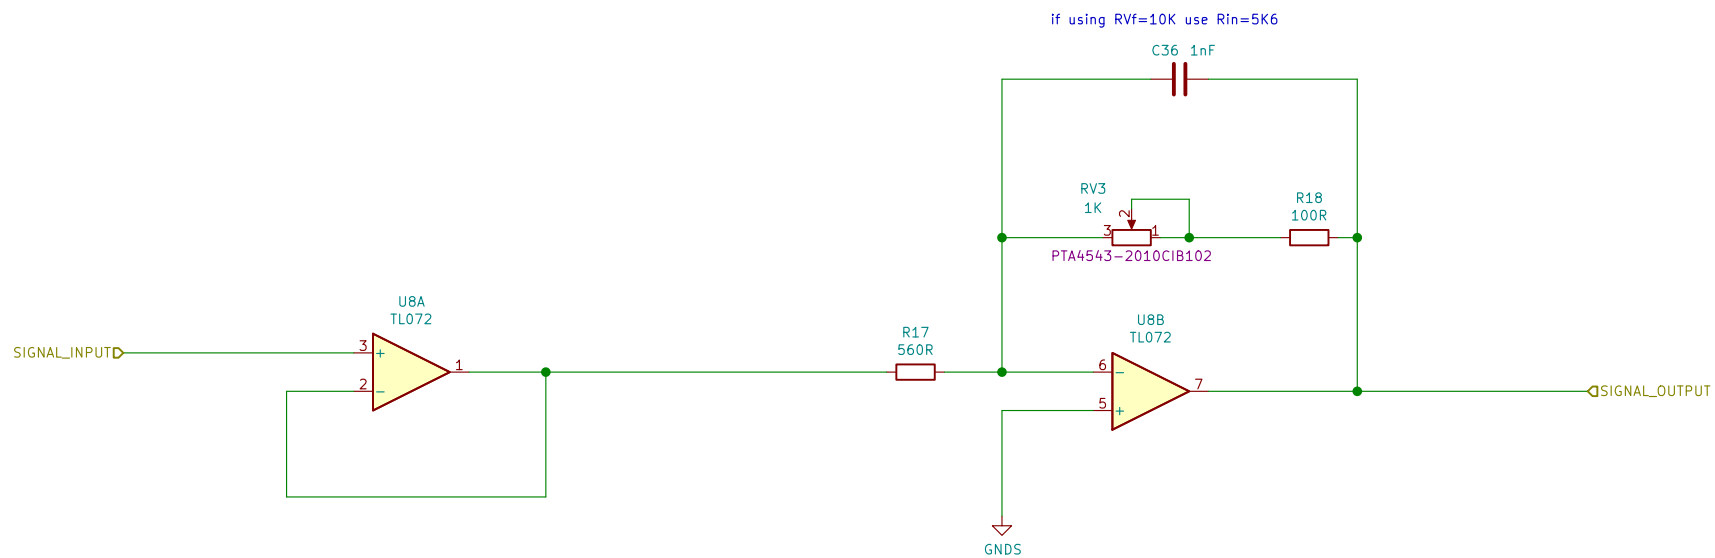 if using RVf=10K use Rin=5K6
C36 1nF
RV3
1K
2
3
1
PTA4543-2010CIB102
R18
100R
U8A
TL072
SIGNAL_INPUT
3
+
2
−
1
R17
560R
U8B
TL072
6
−
5
+
7
SIGNAL_OUTPUT
GNDS